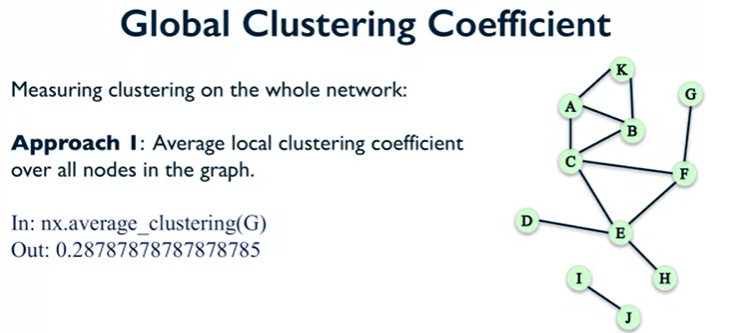 Global Clustering Coefficient
Measuring clustering on the whole network:
Approach 1: Average local clustering coefficient
over all nodes in the graph.
In: nx.average_clustering(G)
Out: 0.28787878787878785
K
G
A
B
C
F
D
E
I
H
J